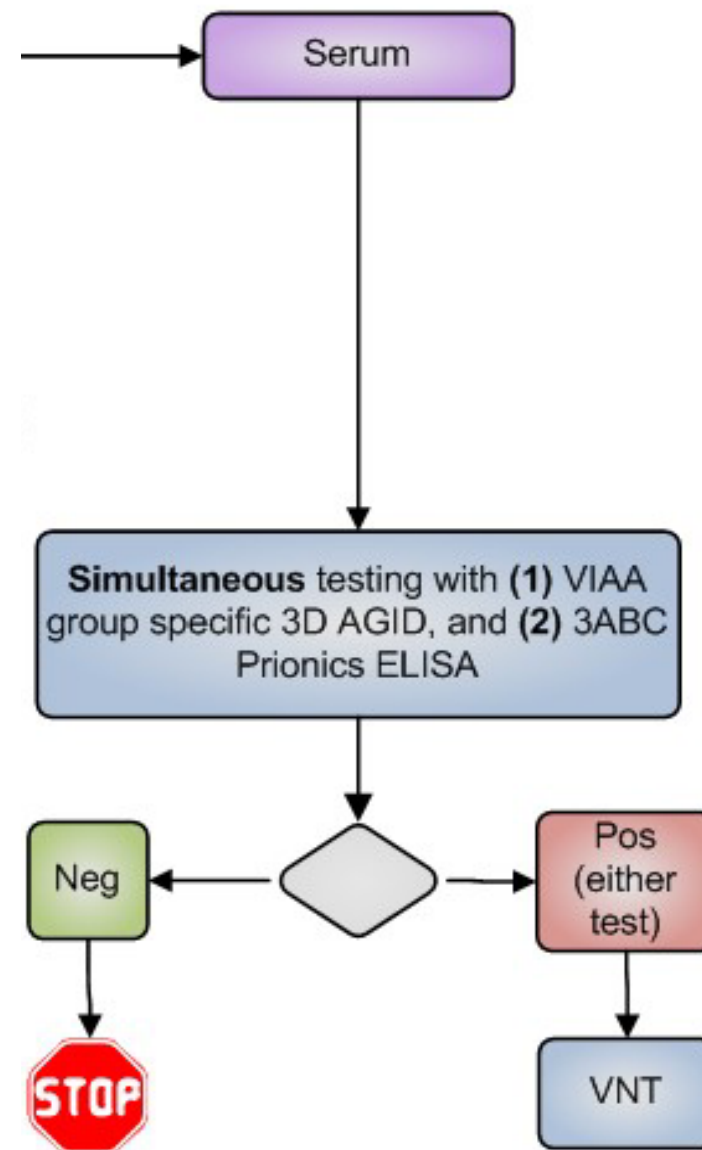 Serum
Simultaneous testing with (1) VIAA
group specific 3D AGID, and (2) 3ABC
Prionics ELISA
Neg
Pos
(either
test)
STOP
VNT